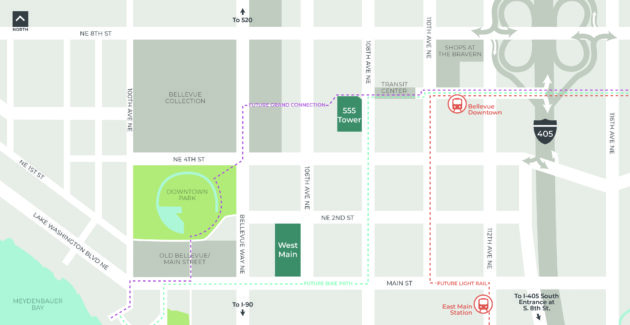 NORTH
To 520
NE 8TH ST
100TH AVE NE
BELLEVUE
COLLECTION
108TH AVE NE
110TH AVE NE
SHOPS AT
THE BRAVERN
TRANSIT
CENTER
FUTURE GRAND CONNECTION
555
Tower
Bellevue
Downtown
405
116TH AVE NE
NE 4TH ST
NE 1ST ST
LAKE WASHINGTON BLVD NE
DOWNTOWN
PARK
106TH AVE NE
BELLEVUE WAY NE
NE 2ND ST
112TH AVE NE
West
Main
OLD BELLEVUE/
MAIN STREET
FUTURE BIKE PATH
MAIN ST
FUTURE LIGHT RAIL
MEYDENBAUER
BAY
To I-90
East Main
Station
To I-405 South
Entrance at
S. 8th St.